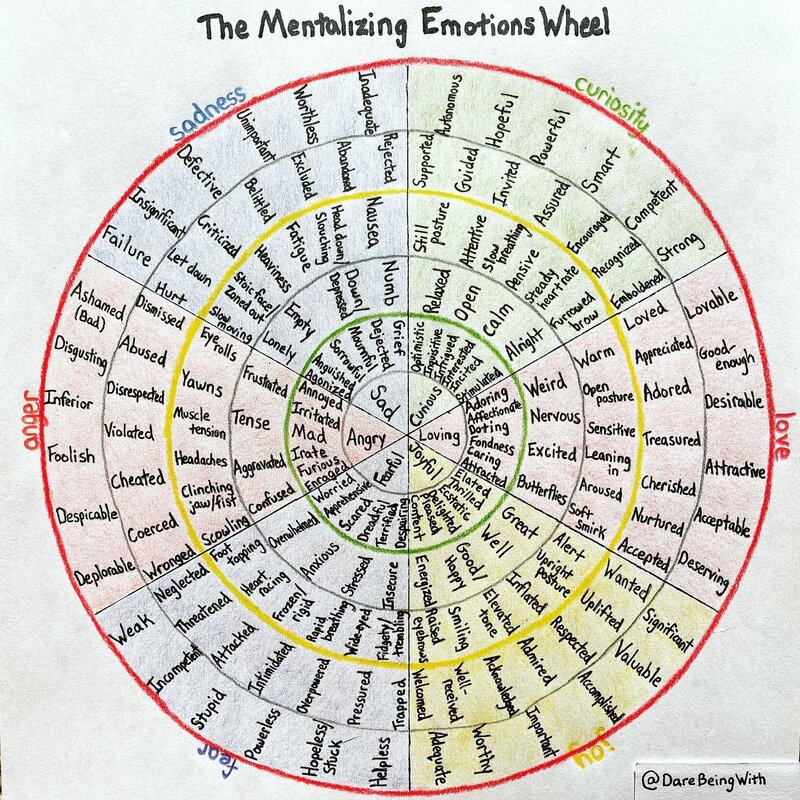 The Mentalizing Emotions Wheel
sadness
curiosity
love
joy
fear
anger
Inadequate
Worthless
Unimportant
Defective
Insignificant
Failure
Rejected
Abandoned
Excluded
Belittled
Criticized
Let down
Hurt
Nausea
Head down/
Slouching
Fatigue
Heaviness
Stoic face/
Zoned out
Slow
moving
Numb
Down/
Depressed
Empty
Lonely
Grief
Dejected
Mournful
Sorrowful
Anguished
Agonized
Sad
Autonomous
Hopeful
Powerful
Smart
Competent
Strong
Supported
Guided
Invited
Assured
Encouraged
Recognized
Emboldened
Still
posture
Attentive
Slow
breathing
Pensive
Steady
heart rate
Furrowed
brow
Relaxed
Open
Calm
Alright
Optimistic
Inquisitive
Intrigued
Interested
Incited
Stimulated
Curious
Lovable
Good-
enough
Desirable
Attractive
Acceptable
Deserving
Loved
Appreciated
Adored
Treasured
Cherished
Nurtured
Accepted
Warm
Open
posture
Sensitive
Leaning
in
Aroused
Soft
smirk
Weird
Nervous
Excited
Butterflies
Adoring
Affectionate
Doting
Fondness
Caring
Attracted
Loving
Significant
Valuable
Accomplished
Important
Worthy
Adequate
Wanted
Uplifted
Respected
Admired
Acknowledged
Well-
received
Welcomed
Alert
Upright
posture
Inflated
Elevated
tone
Smiling
Raised
eyebrows
Energized
Great
Well
Good/
Happy
Elated
Thrilled
Ecstatic
Delighted
Pleased
Content
Joyful
Helpless
Hopeless
Stuck
Powerless
Stupid
Incompetent
Weak
Trapped
Pressured
Overpowered
Intimidated
Attacked
Threatened
Neglected
Fidgety/
trembling
Wide-eyed
Rapid
breathing
Frozen/
rigid
Heart
racing
Foot
tapping
Insecure
Stressed
Anxious
Overwhelmed
Despairing
Terrified
Dreadful
Scared
Apprehensive
Worried
Fearful
Ashamed
(Bad)
Disgusting
Inferior
Foolish
Despicable
Deplorable
Dismissed
Abused
Disrespected
Violated
Cheated
Coerced
Wronged
Eye
rolls
Yawns
Muscle
tension
Headaches
Clinching
jaw/fist
Scowling
Frustrated
Tense
Aggravated
Confused
Annoyed
Irritated
Mad
Irate
Furious
Enraged
Angry
@DareBeingWith